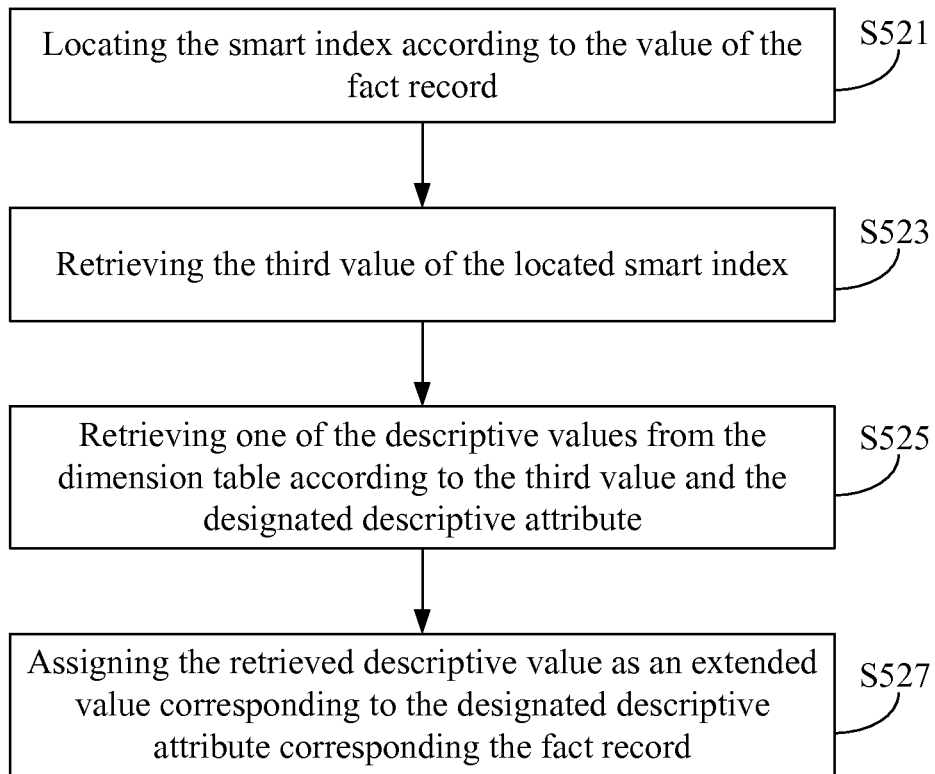 Locating the smart index according to the value of the
fact record
S521
Retrieving the third value of the located smart index
S523
Retrieving one of the descriptive values from the
dimension table according to the third value and the
designated descriptive attribute
S525
Assigning the retrieved descriptive value as an extended
value corresponding to the designated descriptive
attribute corresponding the fact record
S527